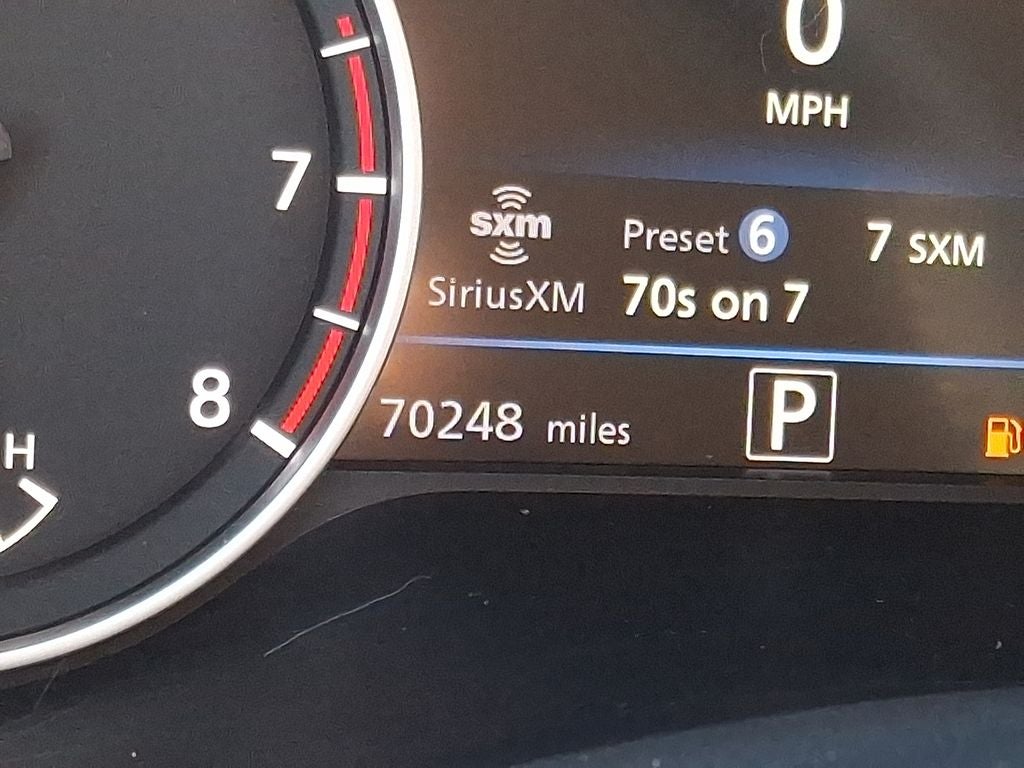 0
MPH
7
sxm
Preset 6 7 SXM
SiriusXM 70s on 7
8
70248 miles P
H